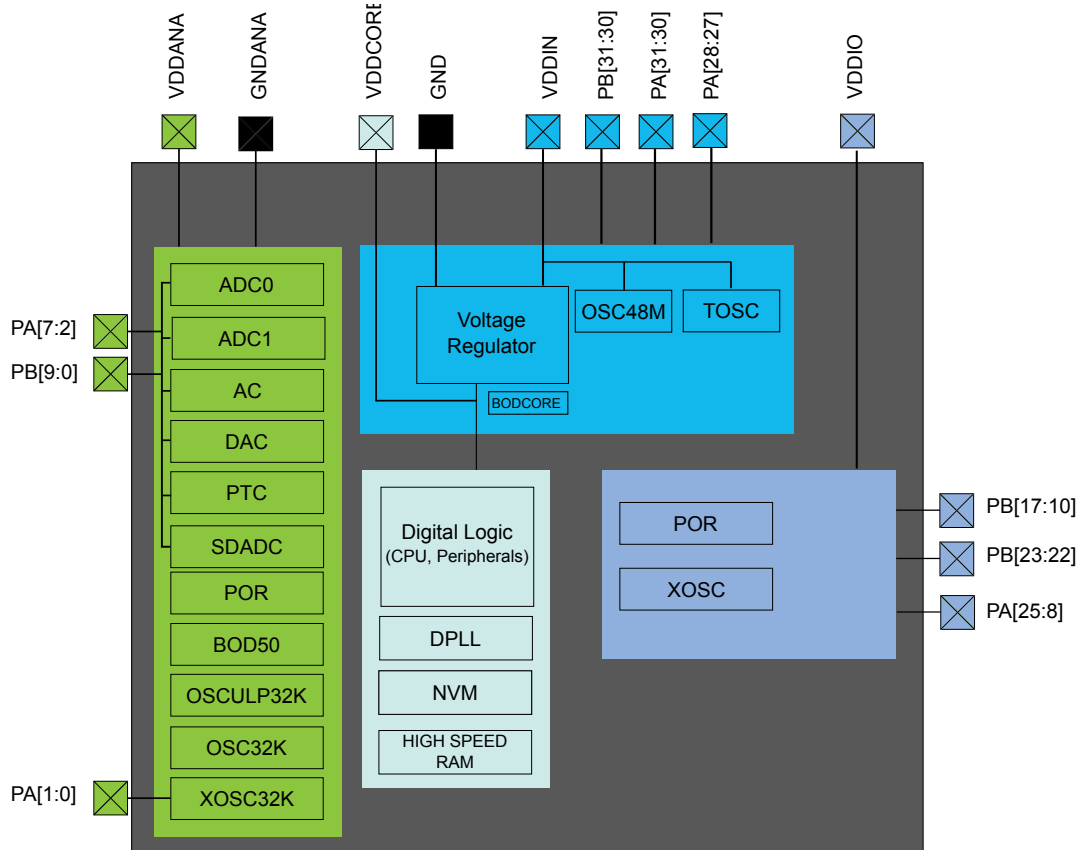 VDDANA
GNDANA
VDDCORE
GND
VDDIN
PB[31:30]
PA[31:30]
PA[28:27]
VDDIO
ADC0
ADC1
AC
DAC
PTC
SDADC
POR
BOD50
OSCULP32K
OSC32K
XOSC32K
PA[7:2]
PB[9:0]
PA[1:0]
Voltage
Regulator
OSC48M
TOSC
BODCORE
Digital Logic
(CPU, Peripherals)
DPLL
NVM
HIGH SPEED
RAM
POR
XOSC
PB[17:10]
PB[23:22]
PA[25:8]